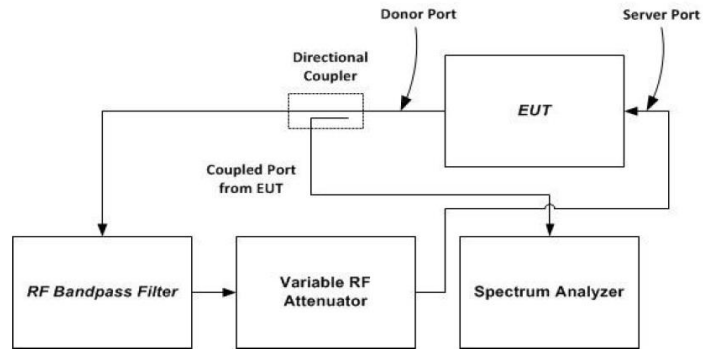 Donor Port
Server Port
Directional
Coupler
EUT
Coupled Port
from EUT
RF Bandpass Filter
Variable RF
Attenuator
Spectrum Analyzer